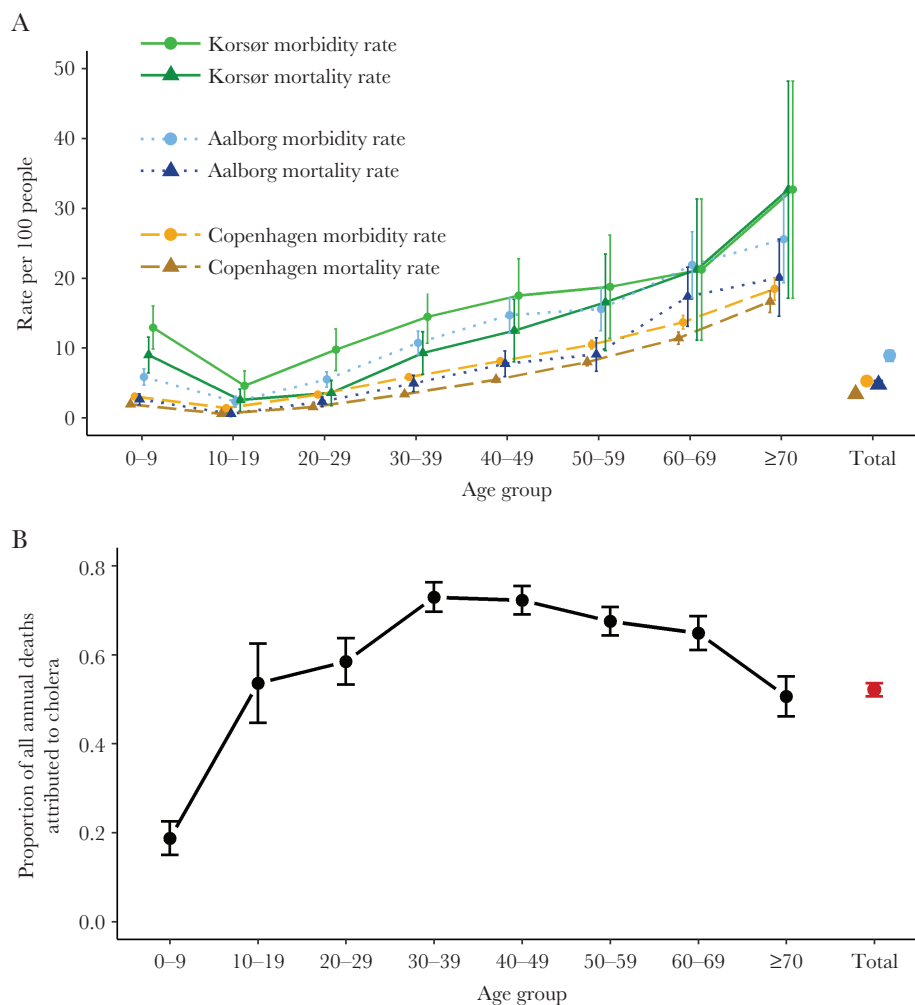 A
Korsør morbidity rate
Korsør mortality rate
Aalborg morbidity rate
Aalborg mortality rate
Copenhagen morbidity rate
Copenhagen mortality rate
Rate per 100 people
50
40
30
20
10
0
0–9
10–19
20–29
30–39
40–49
50–59
60–69
≥70
Total
Age group
B
Proportion of all annual deaths
attributed to cholera
0.8
0.6
0.4
0.2
0.0
0–9
10–19
20–29
30–39
40–49
50–59
60–69
≥70
Total
Age group